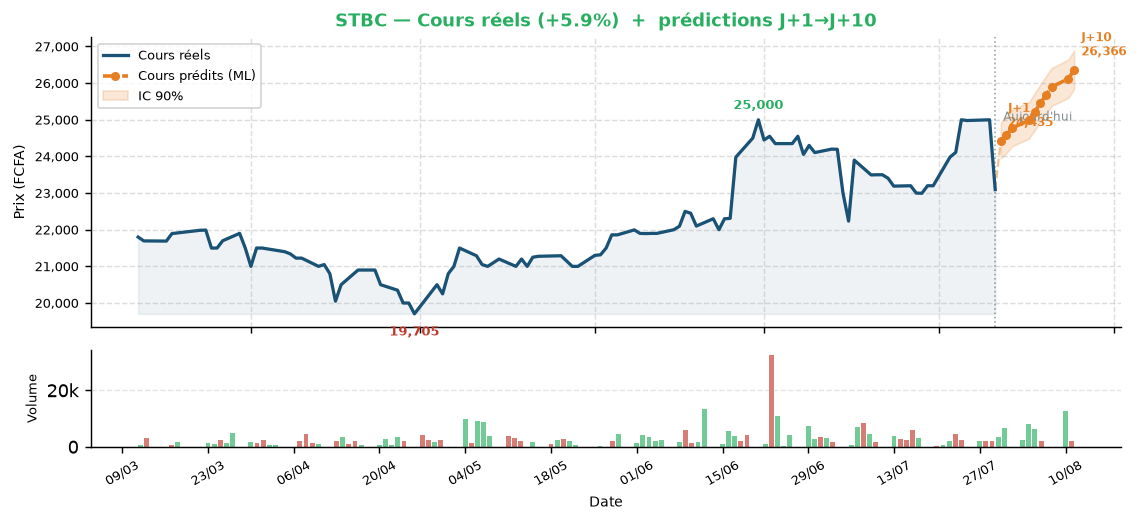 STBC — Cours réels (+5.9%)  +  prédictions J+1→J+10
Prix (FCFA)
27,000
26,000
25,000
24,000
23,000
22,000
21,000
20,000
Cours réels
Cours prédits (ML)
IC 90%
25,000
19,705
J+10
26,366
J+1
Aujourd'hui
Volume
20k
0
09/03
23/03
06/04
20/04
04/05
18/05
01/06
15/06
29/06
13/07
27/07
10/08
Date